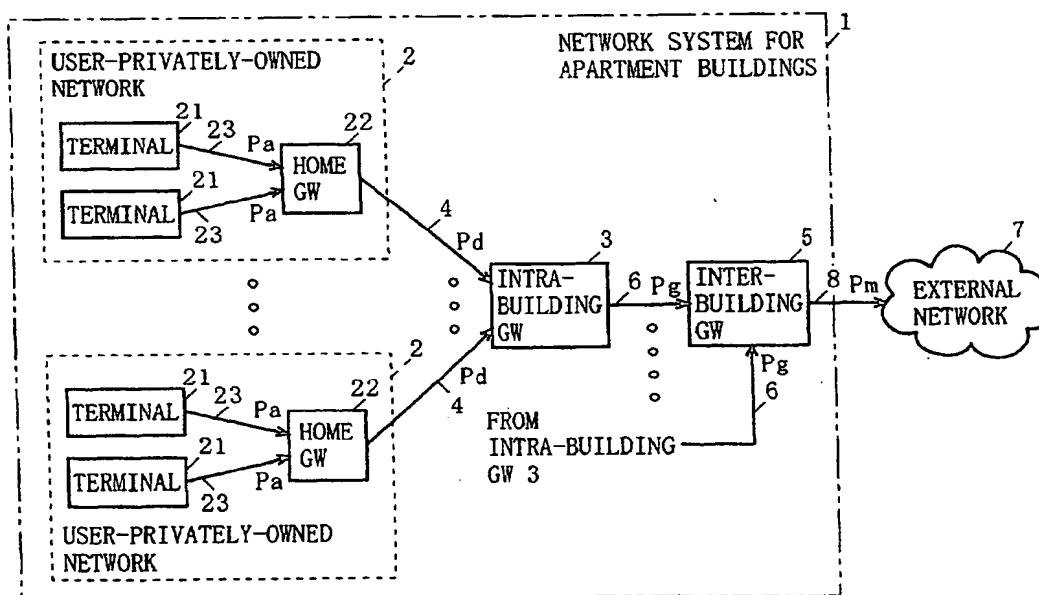 1
NETWORK SYSTEM FOR
APARTMENT BUILDINGS
USER-PRIVATELY-OWNED
NETWORK
2
21
TERMINAL
23
Pa
22
HOME
GW
21
TERMINAL
23
Pa
4
Pd
3
INTRA-
BUILDING
GW
6
Pg
5
INTER-
BUILDING
GW
8
Pm
7
EXTERNAL
NETWORK
2
21
TERMINAL
23
Pa
22
HOME
GW
21
TERMINAL
23
Pa
Pd
4
Pg
6
FROM
INTRA-BUILDING
GW 3
USER-PRIVATELY-OWNED
NETWORK